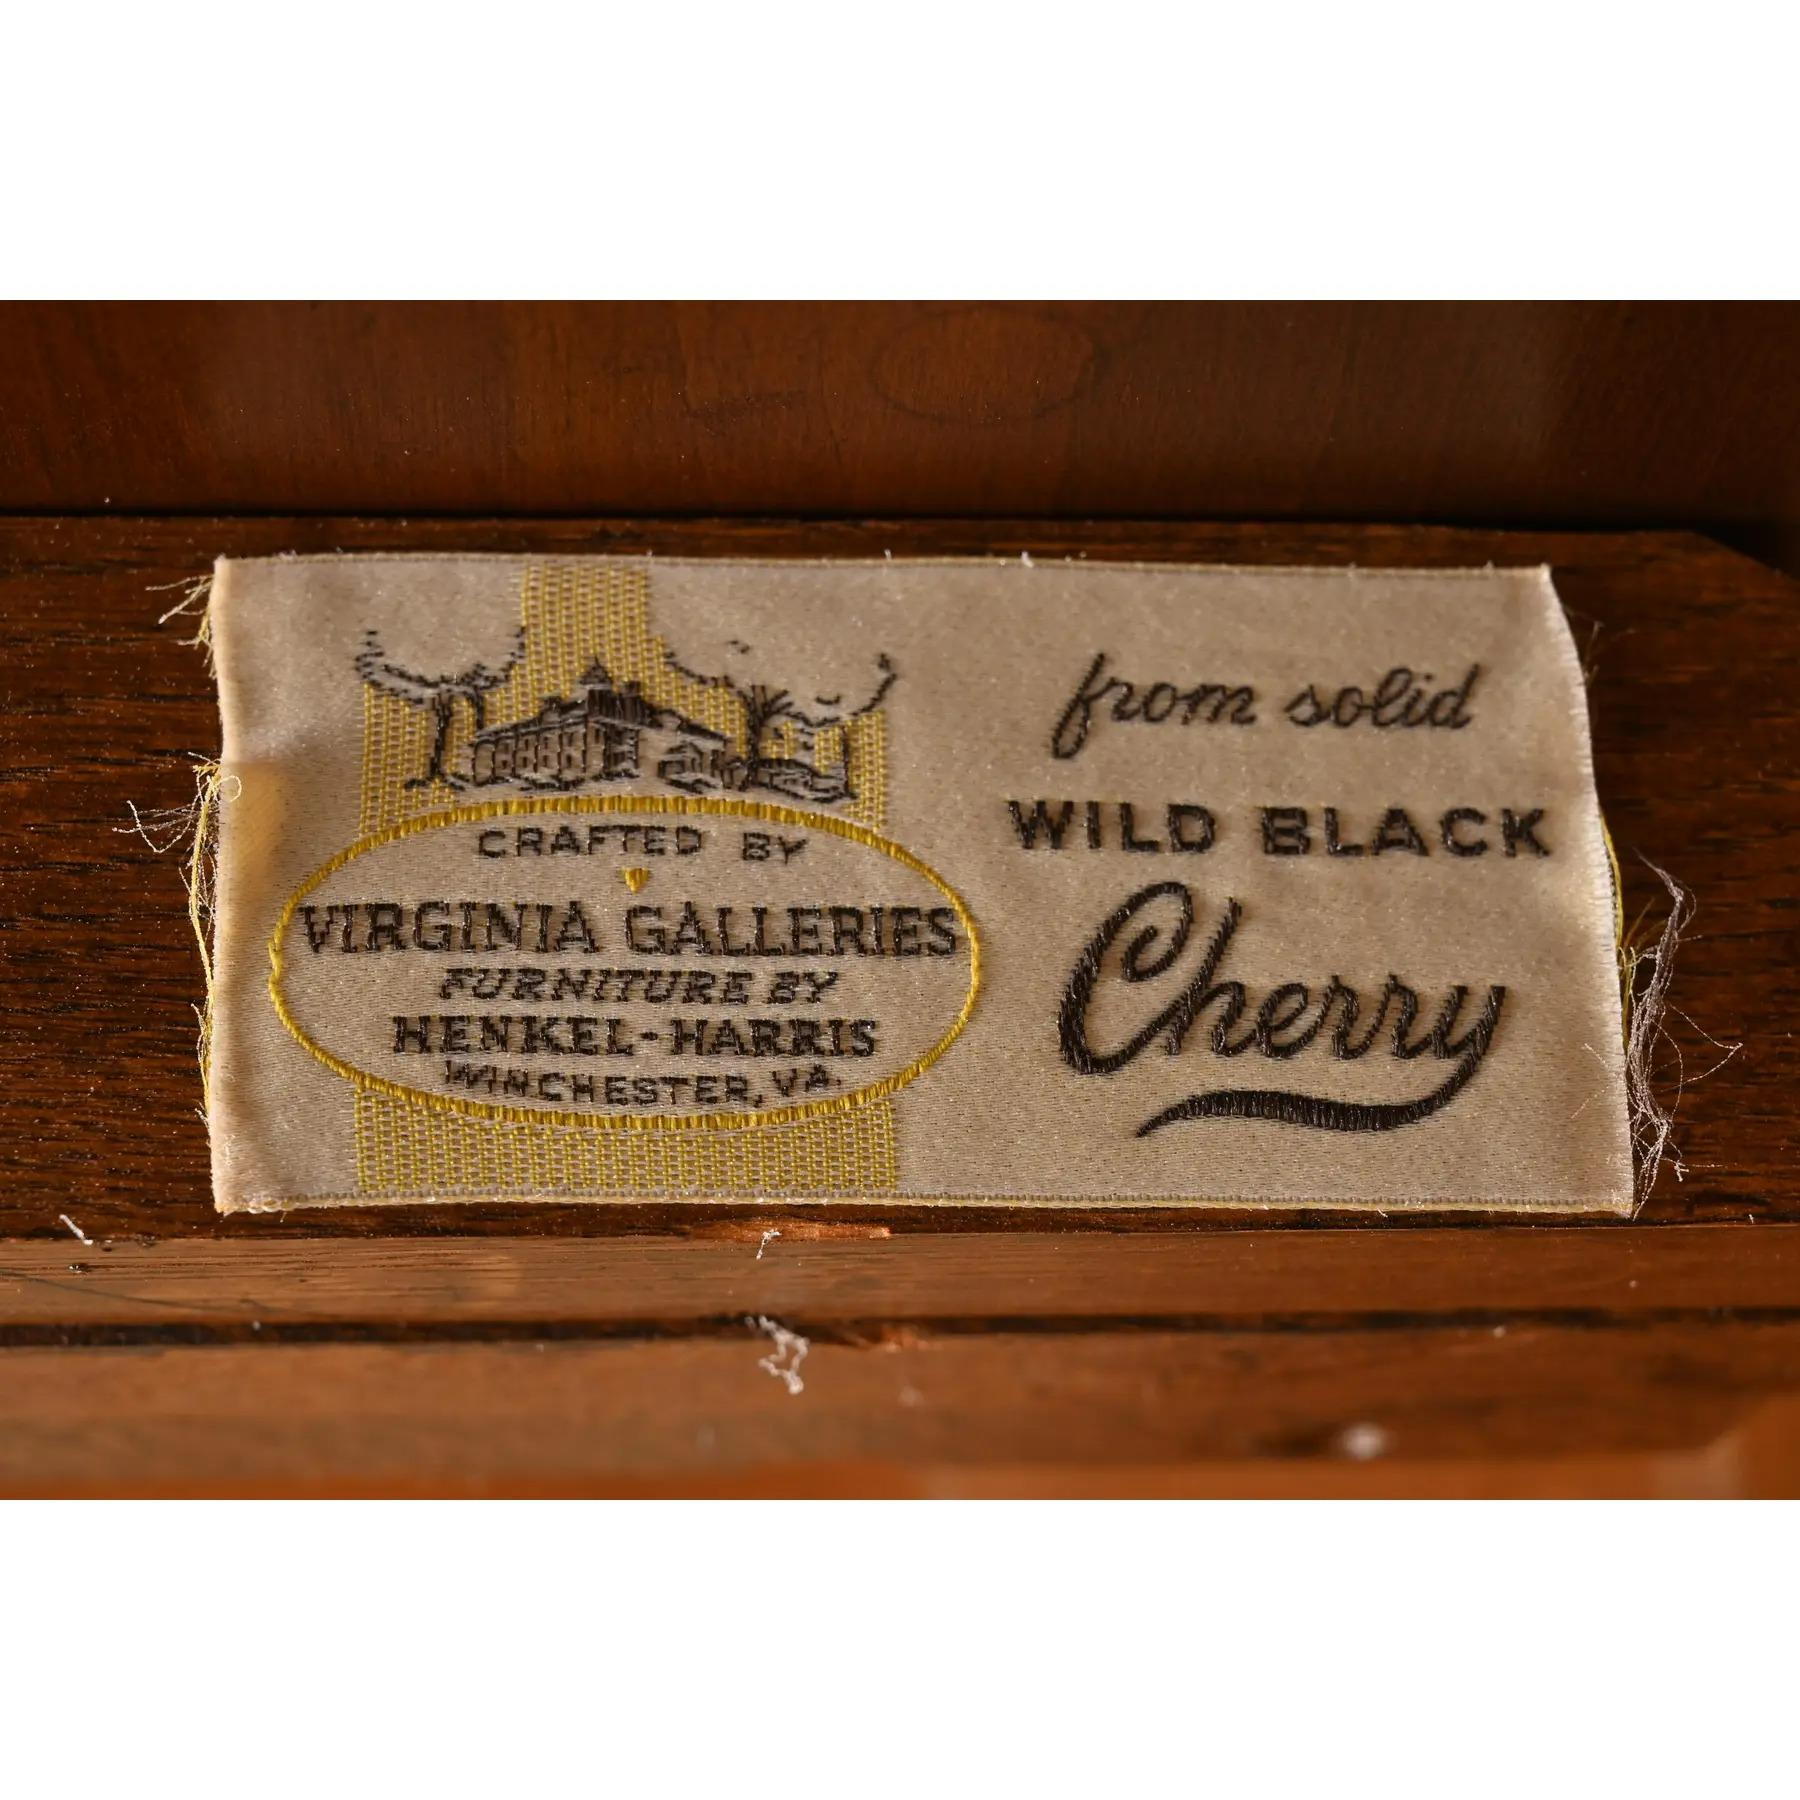 CRAFTED BY
VIRGINIA GALLERIES
FURNITURE BY
HENKEL-HARRIS
WINCHESTER, VA.
from solid
WILD BLACK
Cherry